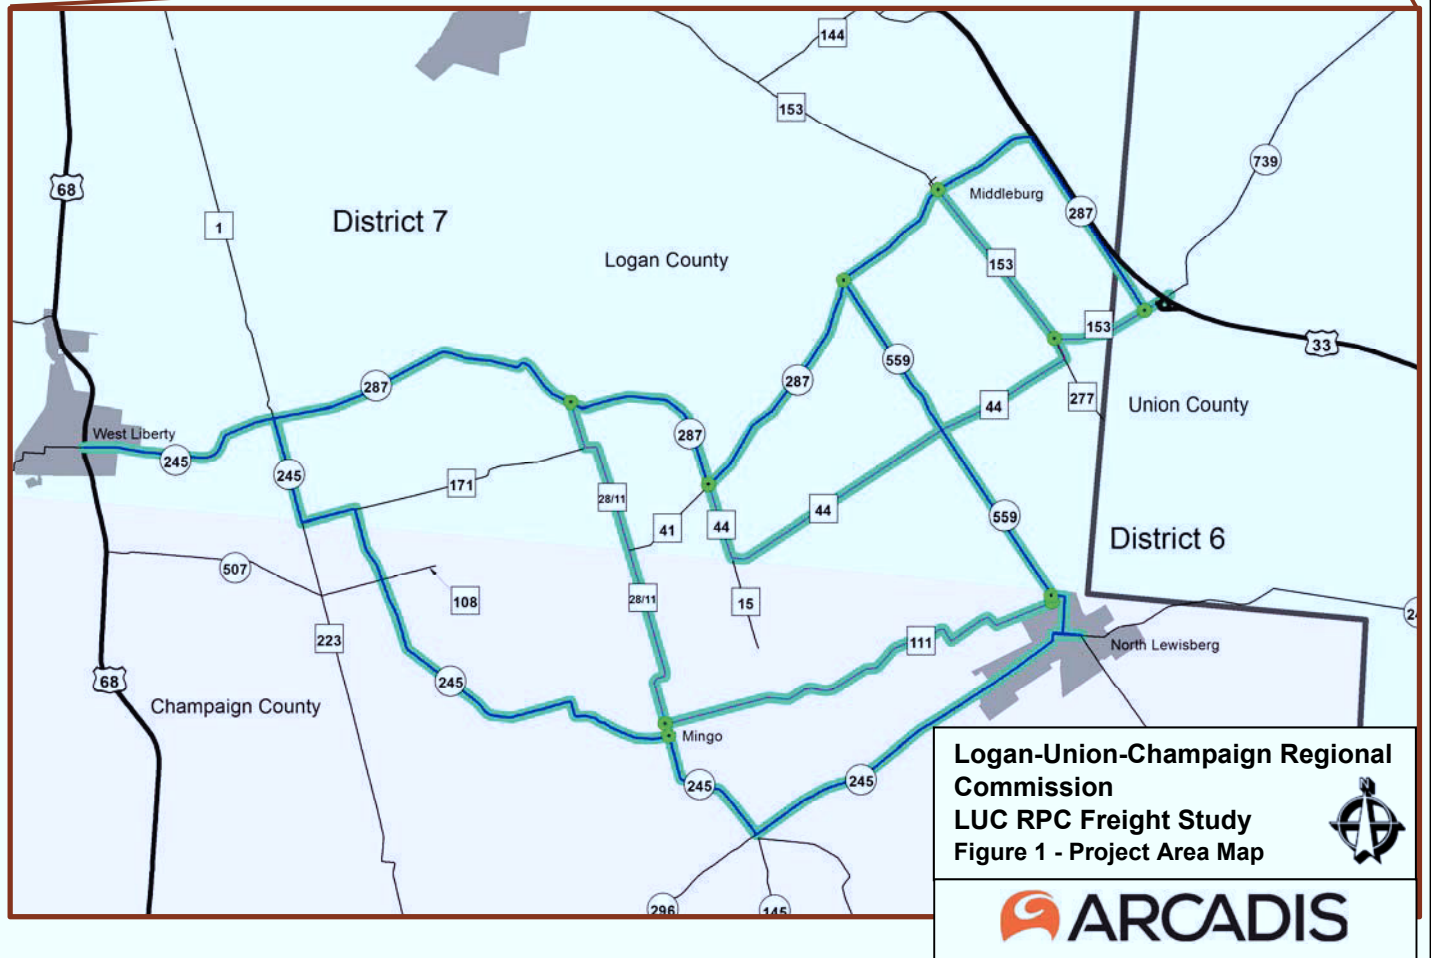 144
153
739
68
Middleburg
287
1
District 7
Logan County
153
153
33
559
287
287
44
277
Union County
West Liberty
287
245
245
171
28/11
41
44
44
559
District 6
507
108
28/11
15
223
111
North Lewisberg
68
245
Champaign County
Mingo
245
245
296
145
N
Logan-Union-Champaign Regional
Commission
LUC RPC Freight Study
Figure 1 - Project Area Map
ARCADIS